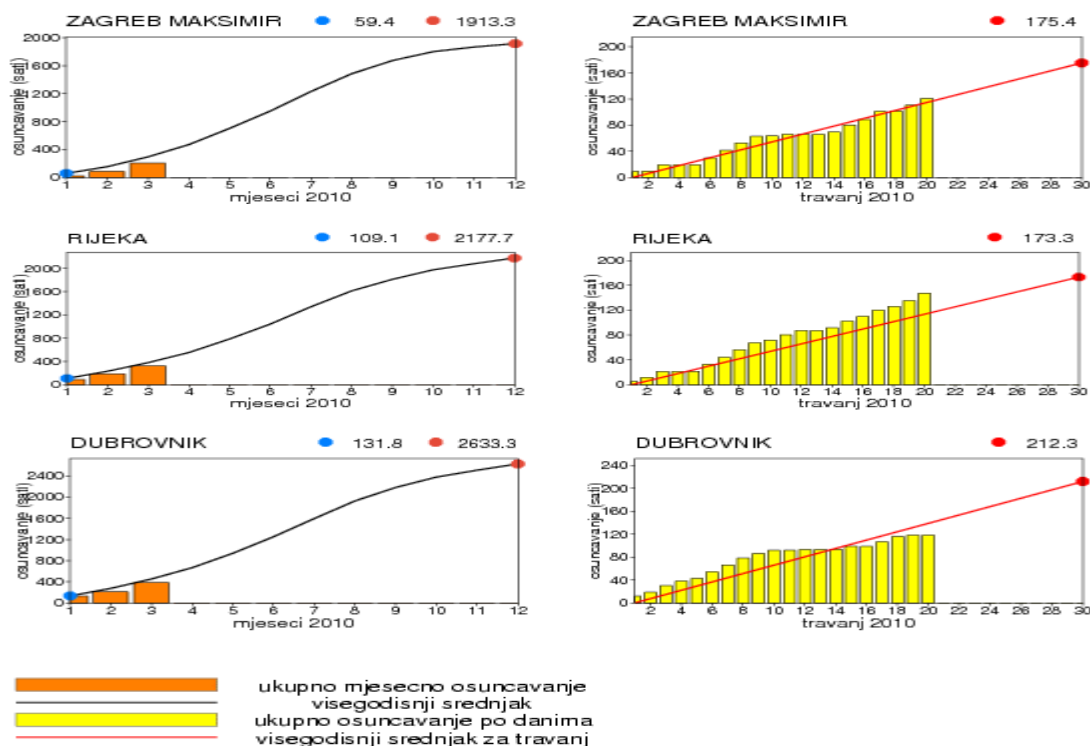 ZAGREB MAKSIMIR 59.4 1913.3
osuncavanje (sati)
2000
1600
1200
800
400
0
1 2 3 4 5 6 7 8 9 10 11 12
mjeseci 2010
ZAGREB MAKSIMIR 175.4
osuncavanje (sati)
200
160
120
80
40
0
2 4 6 8 10 12 14 16 18 20 22 24 26 28 30
travanj 2010
RIJEKA 109.1 2177.7
osuncavanje (sati)
2000
1600
1200
800
400
0
1 2 3 4 5 6 7 8 9 10 11 12
mjeseci 2010
RIJEKA 173.3
osuncavanje (sati)
200
160
120
80
40
0
2 4 6 8 10 12 14 16 18 20 22 24 26 28 30
travanj 2010
DUBROVNIK 131.8 2633.3
osuncavanje (sati)
2400
2000
1600
1200
800
400
0
1 2 3 4 5 6 7 8 9 10 11 12
mjeseci 2010
DUBROVNIK 212.3
osuncavanje (sati)
240
200
160
120
80
40
0
2 4 6 8 10 12 14 16 18 20 22 24 26 28 30
travanj 2010
ukupno mjesecno osuncavanje
visegodisnji srednjak
ukupno osuncavanje po danima
visegodisnji srednjak za travanj